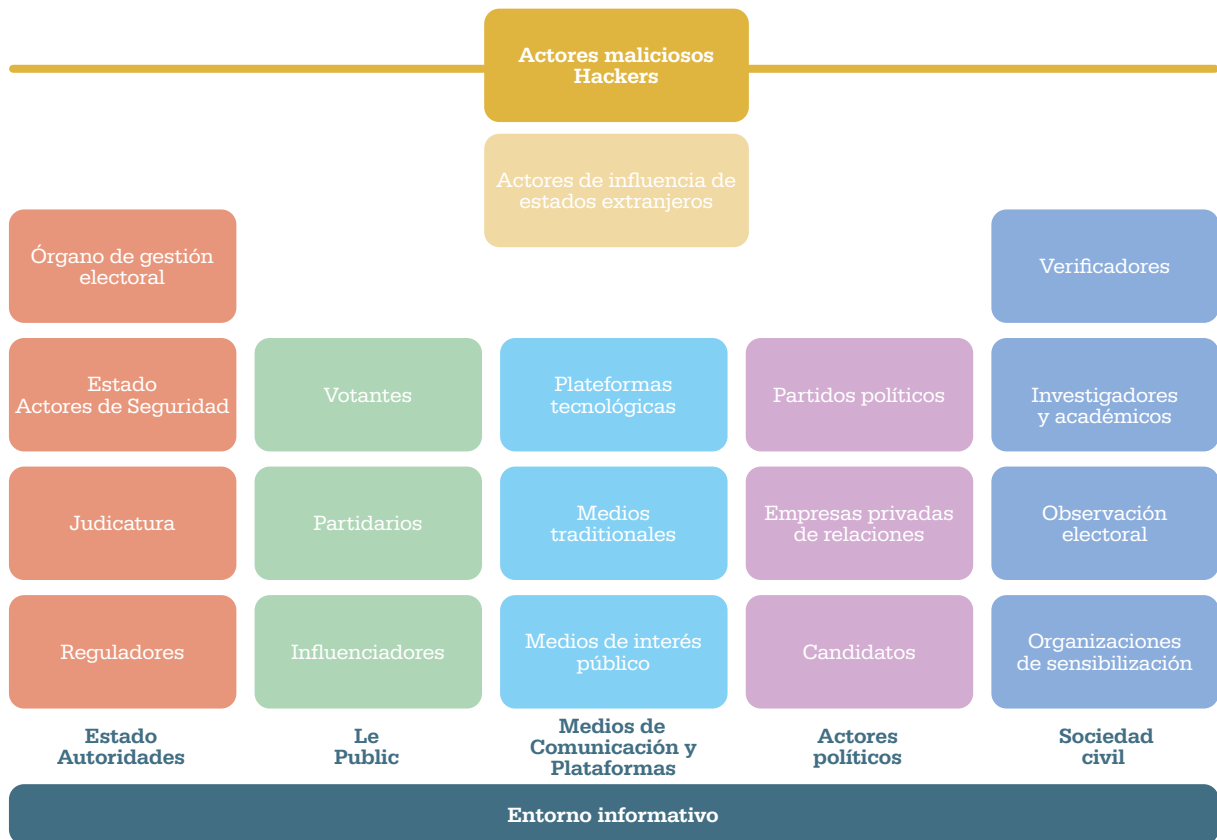 Actores maliciosos
Hackers
Actores de influencia de
estados extranjeros
Órgano de gestión
electoral
Verificadores
Estado
Actores de Seguridad
Votantes
Plateformas
tecnológicas
Partidos políticos
Investigadores
y académicos
Judicatura
Partidarios
Medios
traditionales
Empresas privadas
de relaciones
Observación
electoral
Reguladores
Influenciadores
Medios de interés
público
Candidatos
Organizaciones
de sensibilización
Estado
Autoridades
Le
Public
Medios de
Comunicación y
Plataformas
Actores
políticos
Sociedad
civil
Entorno informativo